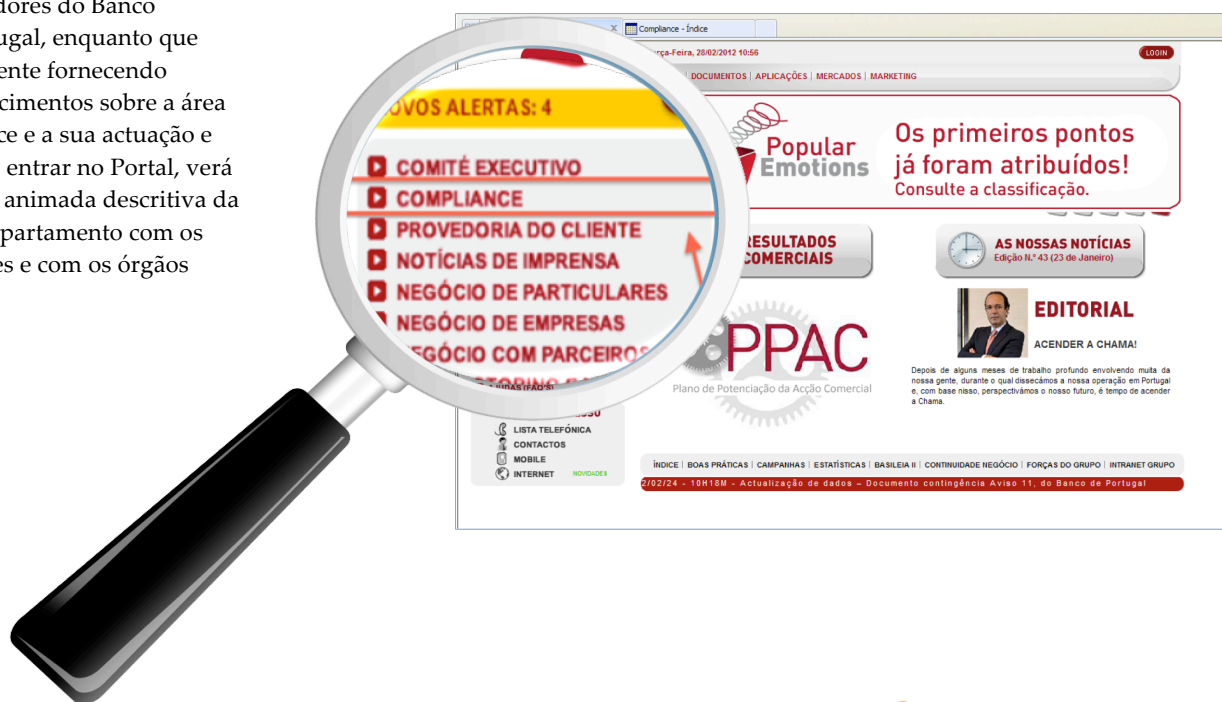 dores do Banco
ugal, enquanto que
ente fornecendo
cimentos sobre a área
ce e a sua actuação e
entrar no Portal, verá
animada descritiva da
partamento com os
es e com os órgãos
Compliance - Índice
rça-Feira, 28/02/2012 10:56
LOGIN
DOCUMENTOS | APLICAÇÕES | MERCADOS | MARKETING
OVOS ALERTAS: 4
COMITÉ EXECUTIVO
COMPLIANCE
PROVEDORIA DO CLIENTE
NOTÍCIAS DE IMPRENSA
NEGÓCIO DE PARTICULARES
NEGÓCIO DE EMPRESAS
EGÓCIO COM PARCEIROS
AJUDAS (FAQ'S)
LISTA TELEFÓNICA
CONTACTOS
MOBILE
INTERNET NOVIDADES
Popular
Emotions
Os primeiros pontos
já foram atribuídos!
Consulte a classificação.
RESULTADOS
COMERCIAIS
AS NOSSAS NOTÍCIAS
Edição N.º 43 (23 de Janeiro)
PPAC
Plano de Potenciação da Acção Comercial
EDITORIAL
ACENDER A CHAMA!
Depois de alguns meses de trabalho profundo envolvendo muita da
nossa gente, durante o qual dissecámos a nossa operação em Portugal
e, com base nisso, perspectivámos o nosso futuro, é tempo de acender
a Chama.
ÍNDICE | BOAS PRÁTICAS | CAMPANHAS | ESTATÍSTICAS | BASILEIA II | CONTINUIDADE NEGÓCIO | FORÇAS DO GRUPO | INTRANET GRUPO
2/02/24 - 10H18M - Actualização de dados – Documento contingência Aviso 11, do Banco de Portugal